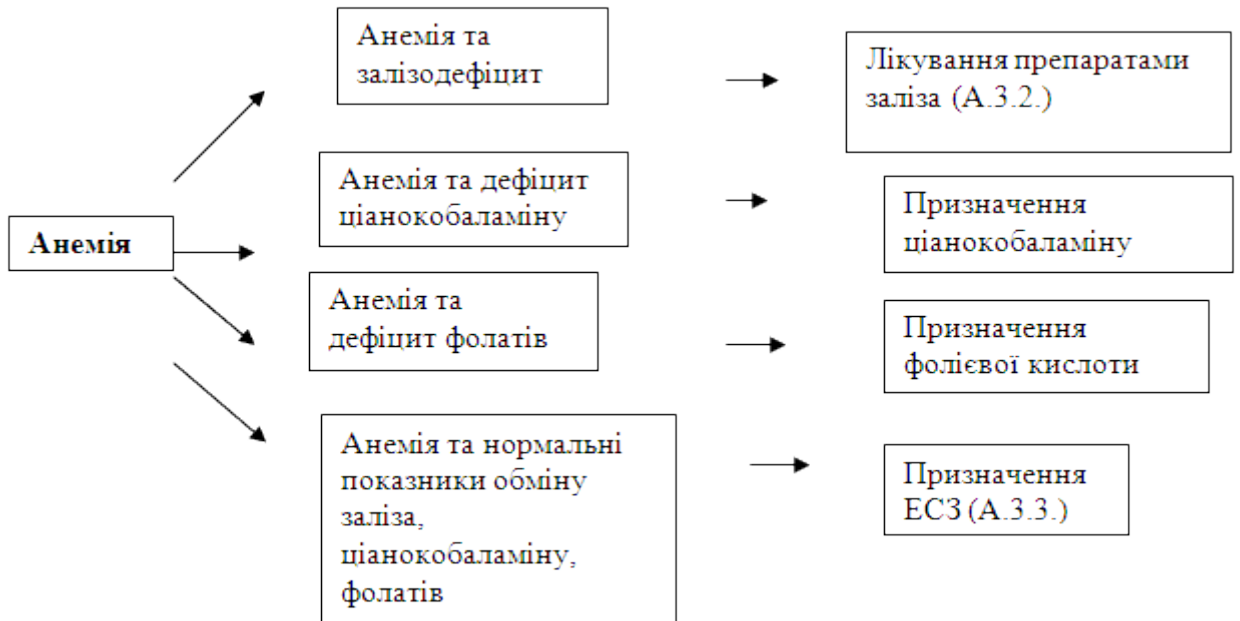 Анемія
Анемія та
залізодефіцит
Лікування препаратами
заліза (А.3.2.)
Анемія та дефіцит
ціанокобаламіну
Призначення
ціанокобаламіну
Анемія та
дефіцит фолатів
Призначення
фолієвої кислоти
Анемія та нормальні
показники обміну
заліза,
ціанокобаламіну,
фолатів
Призначення
ЕСЗ (А.3.3.)